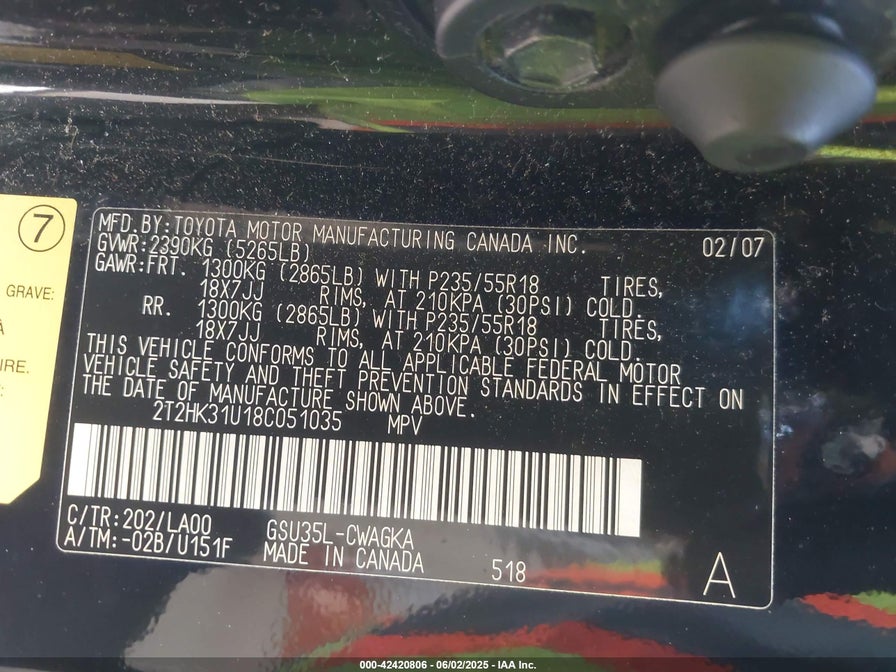 7
GRAVE:
À
IRE.
:
MFD.BY:TOYOTA MOTOR MANUFACTURING CANADA INC. 02/07
GVWR:2390KG (5265LB)
GAWR:FRT. 1300KG (2865LB) WITH P235/55R18 TIRES,
18X7JJ RIMS, AT 210KPA (30PSI) COLD.
RR. 1300KG (2865LB) WITH P235/55R18 TIRES,
18X7JJ RIMS, AT 210KPA (30PSI) COLD.
THIS VEHICLE CONFORMS TO ALL APPLICABLE FEDERAL MOTOR
VEHICLE SAFETY AND THEFT PREVENTION STANDARDS IN EFFECT ON
THE DATE OF MANUFACTURE SHOWN ABOVE.
2T2HK31U18C051035 MPV
C/TR:202/LA00 GSU35L-CWAGKA
A/TM:-02B/U151F MADE IN CANADA 518 A
000-42420806 - 06/02/2025 - IAA Inc.